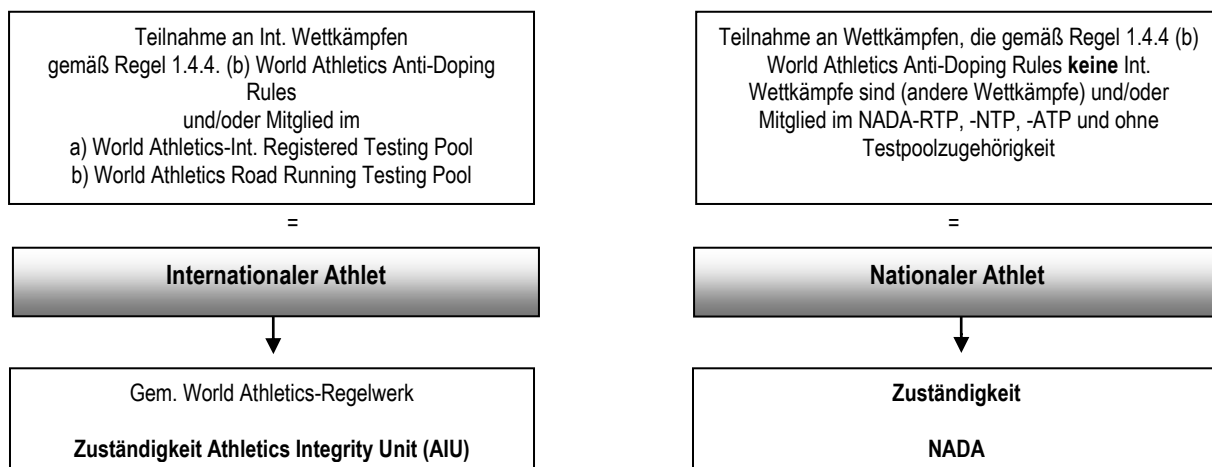 Teilnahme an Int. Wettkämpfen
gemäß Regel 1.4.4. (b) World Athletics Anti-Doping
Rules
und/oder Mitglied im
a) World Athletics-Int. Registered Testing Pool
b) World Athletics Road Running Testing Pool
=
Internationaler Athlet
Gem. World Athletics-Regelwerk
Zuständigkeit Athletics Integrity Unit (AIU)
Teilnahme an Wettkämpfen, die gemäß Regel 1.4.4 (b)
World Athletics Anti-Doping Rules keine Int.
Wettkämpfe sind (andere Wettkämpfe) und/oder
Mitglied im NADA-RTP, -NTP, -ATP und ohne
Testpoolzugehörigkeit
=
Nationaler Athlet
Zuständigkeit
NADA